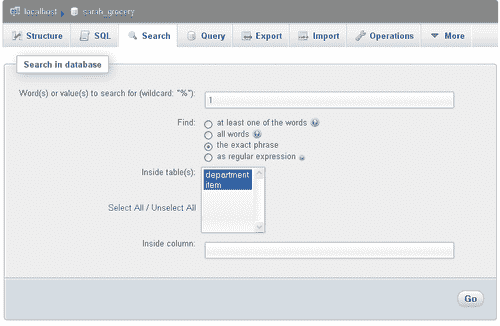 localhost sarah_grocery
Structure SQL Search Query Export Import Operations More
Search in database
Word(s) or value(s) to search for (wildcard: "%"): 1
Find: at least one of the words
all words
the exact phrase
as regular expression
Inside table(s): department
item
Select All / Unselect All
Inside column:
Go